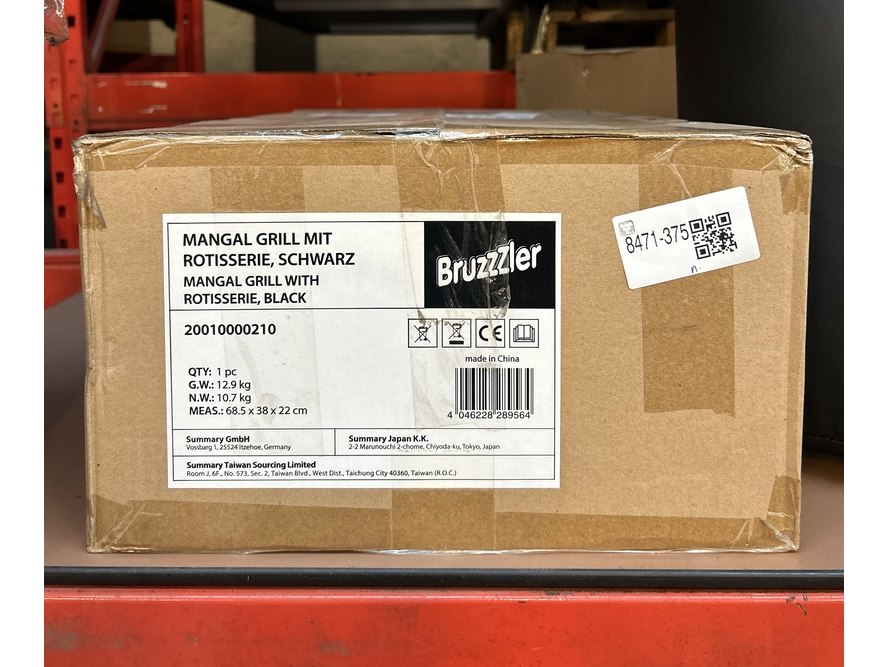 MANGAL GRILL MIT
ROTISSERIE, SCHWARZ
MANGAL GRILL WITH
ROTISSERIE, BLACK
BruzzZler
20010000210
CE
made in China
QTY: 1 pc
G.W.: 12.9 kg
N.W.: 10.7 kg
MEAS.: 68.5 x 38 x 22 cm
4 046228 289564
Summary GmbH
Vossbarg 1, 25524 Itzehoe, Germany
Summary Japan K.K.
2-2 Marunouchi 2-chome, Chiyoda-ku, Tokyo, Japan
Summary Taiwan Sourcing Limited
Room J, 6F., No. 573, Sec. 2, Taiwan Blvd., West Dist., Taichung City 40360, Taiwan (R.O.C.)
8471-375
n.